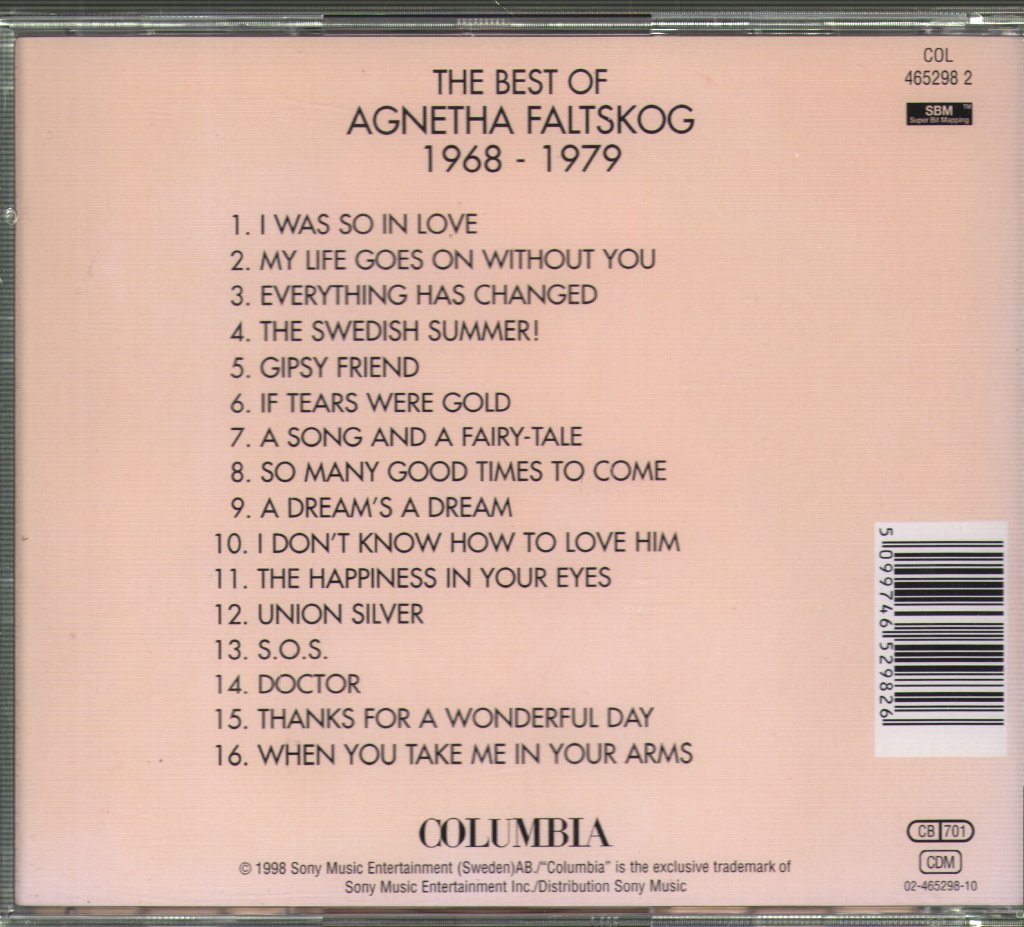 THE BEST OF
AGNETHA FALTSKOG
1968 - 1979
COL
465298 2
SBM™
Super Bit Mapping
1. I WAS SO IN LOVE
2. MY LIFE GOES ON WITHOUT YOU
3. EVERYTHING HAS CHANGED
4. THE SWEDISH SUMMER!
5. GIPSY FRIEND
6. IF TEARS WERE GOLD
7. A SONG AND A FAIRY-TALE
8. SO MANY GOOD TIMES TO COME
9. A DREAM'S A DREAM
10. I DON'T KNOW HOW TO LOVE HIM
11. THE HAPPINESS IN YOUR EYES
12. UNION SILVER
13. S.O.S.
14. DOCTOR
15. THANKS FOR A WONDERFUL DAY
16. WHEN YOU TAKE ME IN YOUR ARMS
5 099746 529826
COLUMBIA
© 1998 Sony Music Entertainment (Sweden)AB./"Columbia" is the exclusive trademark of
Sony Music Entertainment Inc./Distribution Sony Music
CB 701
CDM
02-465298-10